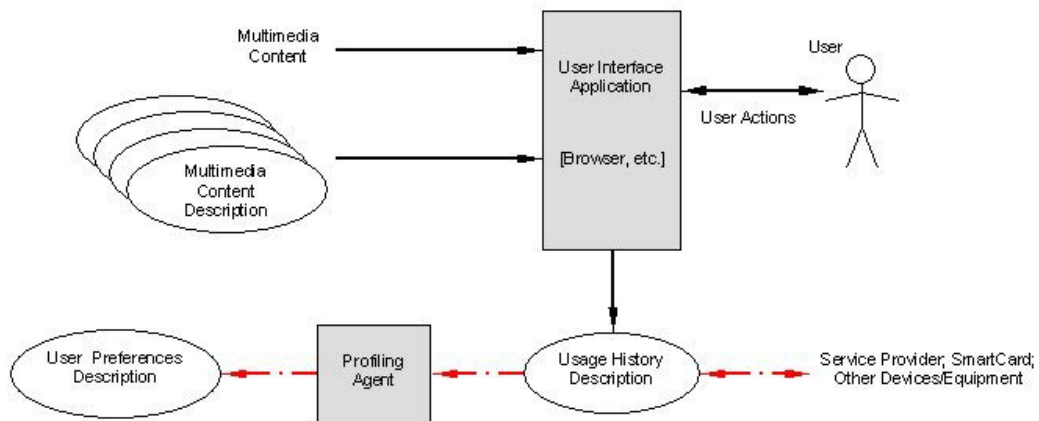 Multimedia
Content
User Interface
Application
[Browser, etc.]
User
User Actions
Multimedia
Content
Description
User Preferences
Description
Profiling
Agent
Usage History
Description
Service Provider; SmartCard;
Other Devices/Equipment